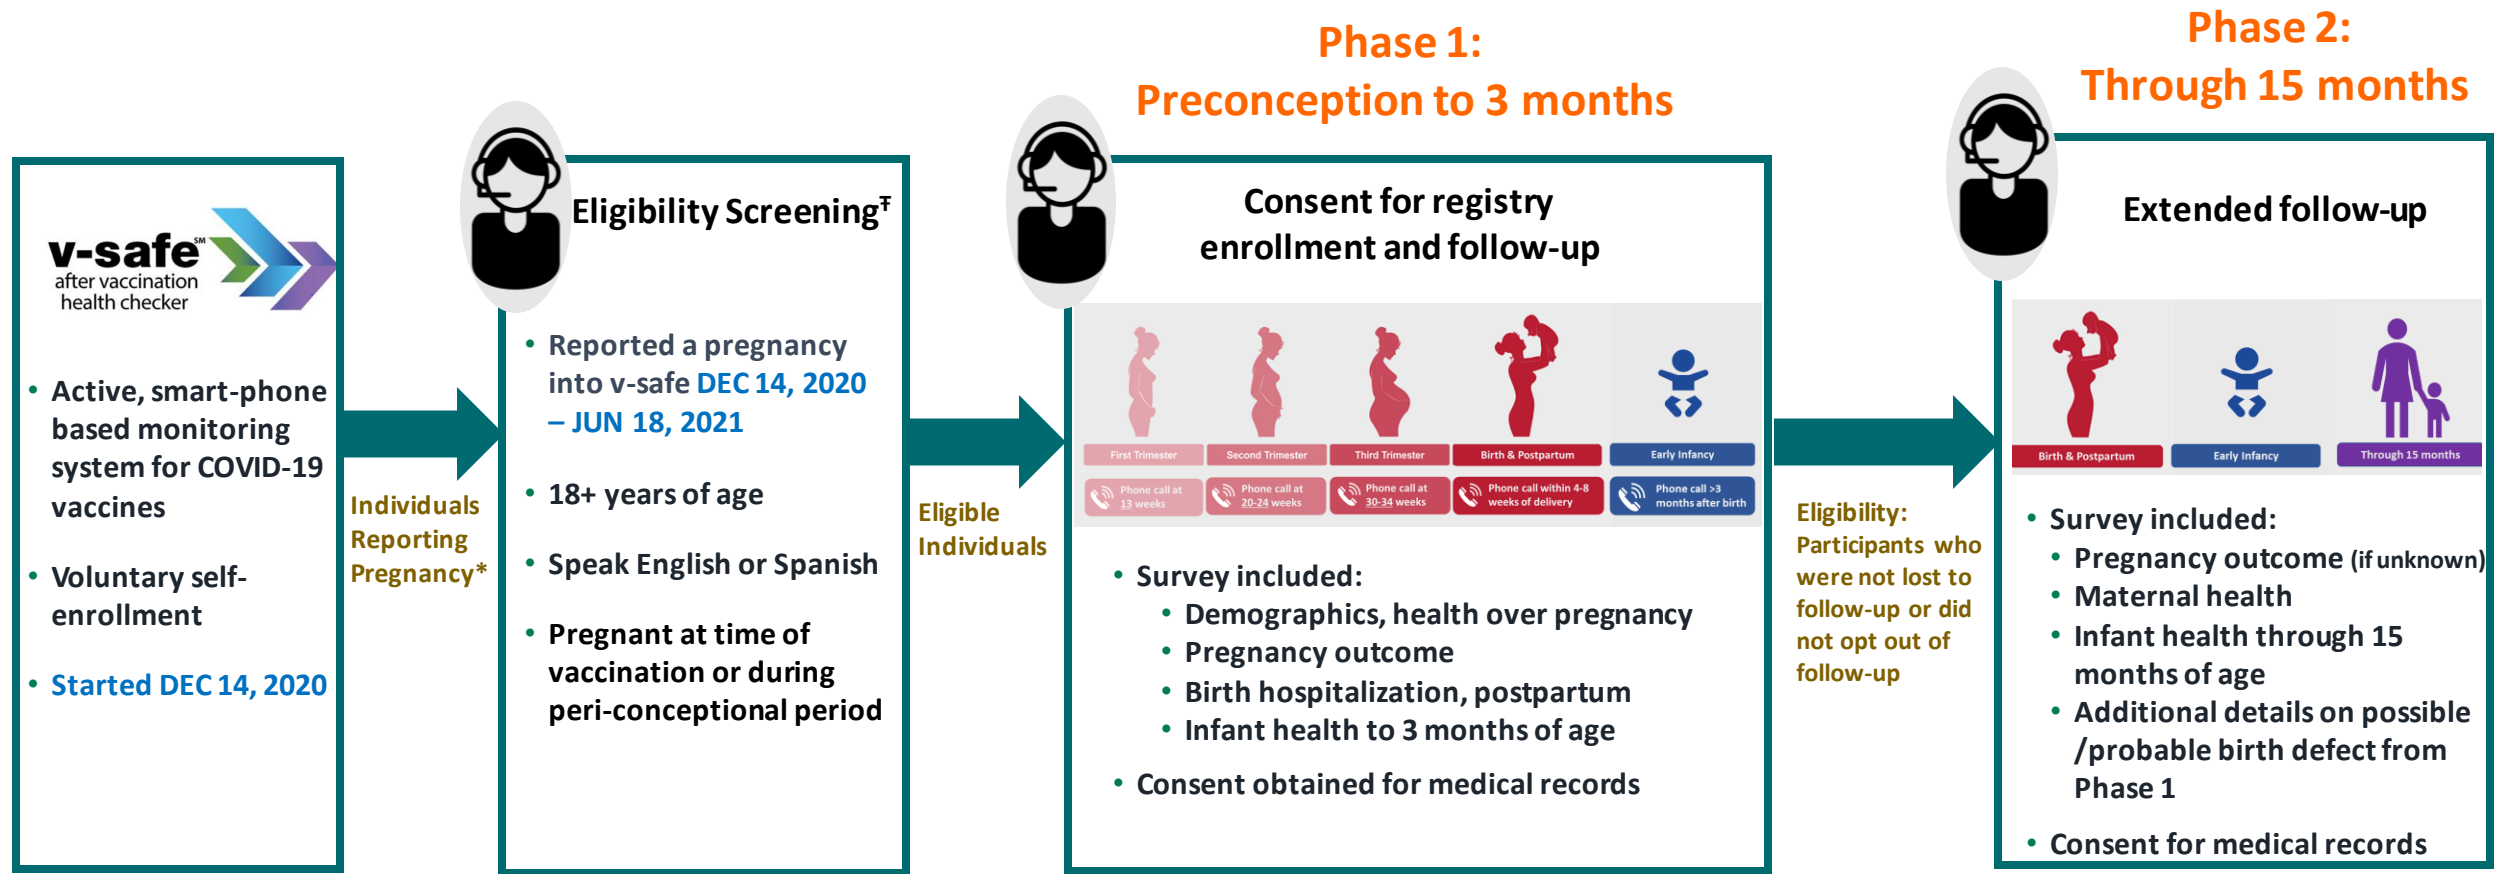 Phase 1:
Preconception to 3 months
Phase 2:
Through 15 months
v-safe℠
after vaccination
health checker
• Active, smart-phone
based monitoring
system for COVID-19
vaccines
• Voluntary self-
enrollment
• Started DEC 14, 2020
Individuals
Reporting
Pregnancy*
Eligibility Screening Ŧ
• Reported a pregnancy
into v-safe DEC 14, 2020
– JUN 18, 2021
• 18+ years of age
• Speak English or Spanish
• Pregnant at time of
vaccination or during
peri-conceptional period
Eligible
Individuals
Consent for registry
enrollment and follow-up
First Trimester
Second Trimester
Third Trimester
Birth & Postpartum
Early Infancy
Phone call at
13 weeks
Phone call at
20-24 weeks
Phone call at
30-34 weeks
Phone call within 4-8
weeks of delivery
Phone call >3
months after birth
• Survey included:
• Demographics, health over pregnancy
• Pregnancy outcome
• Birth hospitalization, postpartum
• Infant health to 3 months of age
• Consent obtained for medical records
Eligibility:
Participants who
were not lost to
follow-up or did
not opt out of
follow-up
Extended follow-up
Birth & Postpartum
Early Infancy
Through 15 months
• Survey included:
• Pregnancy outcome (if unknown)
• Maternal health
• Infant health through 15
months of age
• Additional details on possible
/probable birth defect from
Phase 1
• Consent for medical records